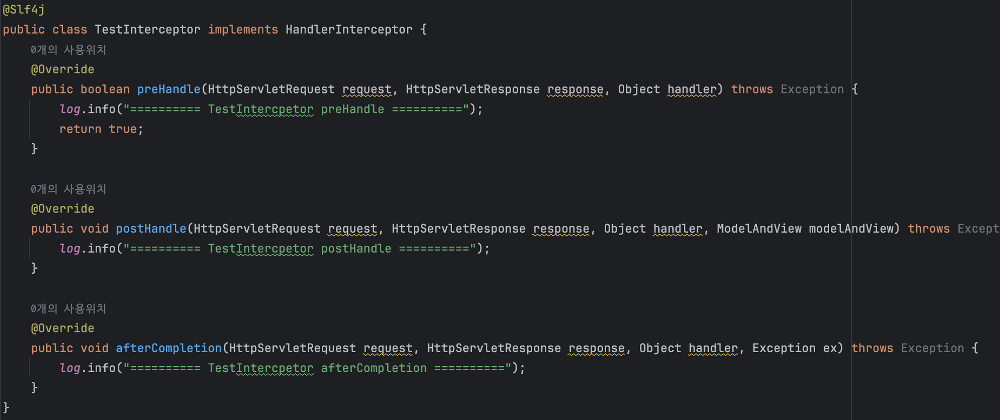 @Slf4j
public class TestInterceptor implements HandlerInterceptor {
0개의 사용위치
@Override
public boolean preHandle(HttpServletRequest request, HttpServletResponse response, Object handler) throws Exception {
log.info("========== TestIntercpetor preHandle ==========");
return true;
}
0개의 사용위치
@Override
public void postHandle(HttpServletRequest request, HttpServletResponse response, Object handler, ModelAndView modelAndView) throws Except
log.info("========== TestIntercpetor postHandle ==========");
}
0개의 사용위치
@Override
public void afterCompletion(HttpServletRequest request, HttpServletResponse response, Object handler, Exception ex) throws Exception {
log.info("========== TestIntercpetor afterCompletion ==========");
}
}